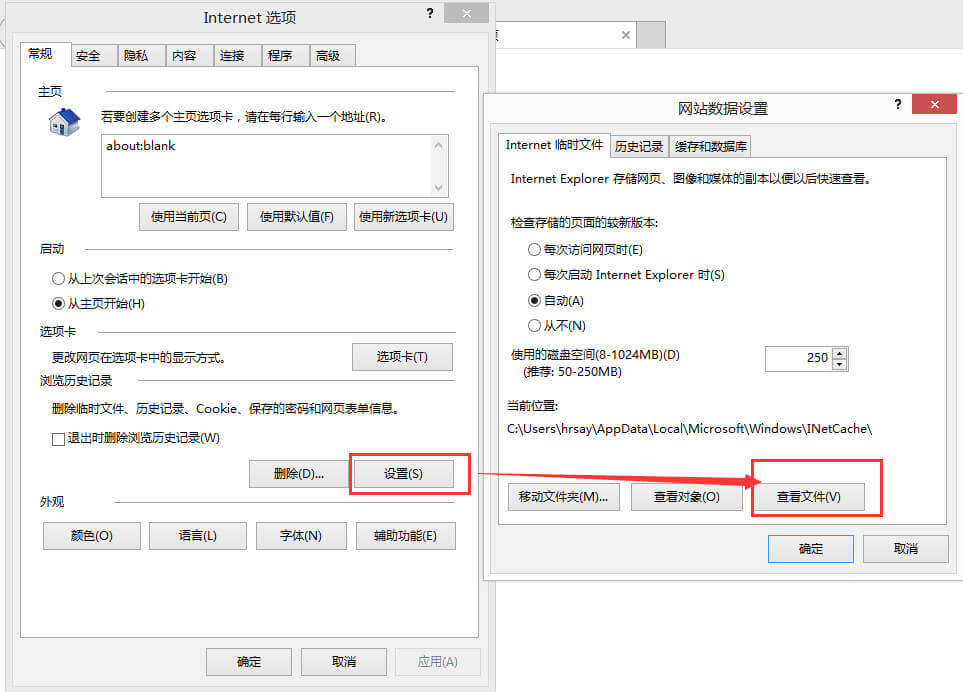 Internet 选项
?
常规
安全
隐私
内容
连接
程序
高级
主页
若要创建多个主页选项卡，请在每行输入一个地址(R)。
about:blank
使用当前页(C)
使用默认值(F)
使用新选项卡(U)
启动
从上次会话中的选项卡开始(B)
从主页开始(H)
选项卡
更改网页在选项卡中的显示方式。
选项卡(T)
浏览历史记录
删除临时文件、历史记录、Cookie、保存的密码和网页表单信息。
退出时删除浏览历史记录(W)
删除(D)...
设置(S)
外观
颜色(O)
语言(L)
字体(N)
辅助功能(E)
确定
取消
应用(A)
网站数据设置
?
Internet 临时文件
历史记录
缓存和数据库
Internet Explorer 存储网页、图像和媒体的副本以便以后快速查看。
检查存储的页面的较新版本:
每次访问网页时(E)
每次启动 Internet Explorer 时(S)
自动(A)
从不(N)
使用的磁盘空间(8-1024MB)(D)
250
(推荐: 50-250MB)
当前位置:
C:\Users\hrsay\AppData\Local\Microsoft\Windows\INetCache\
移动文件夹(M)...
查看对象(O)
查看文件(V)
确定
取消